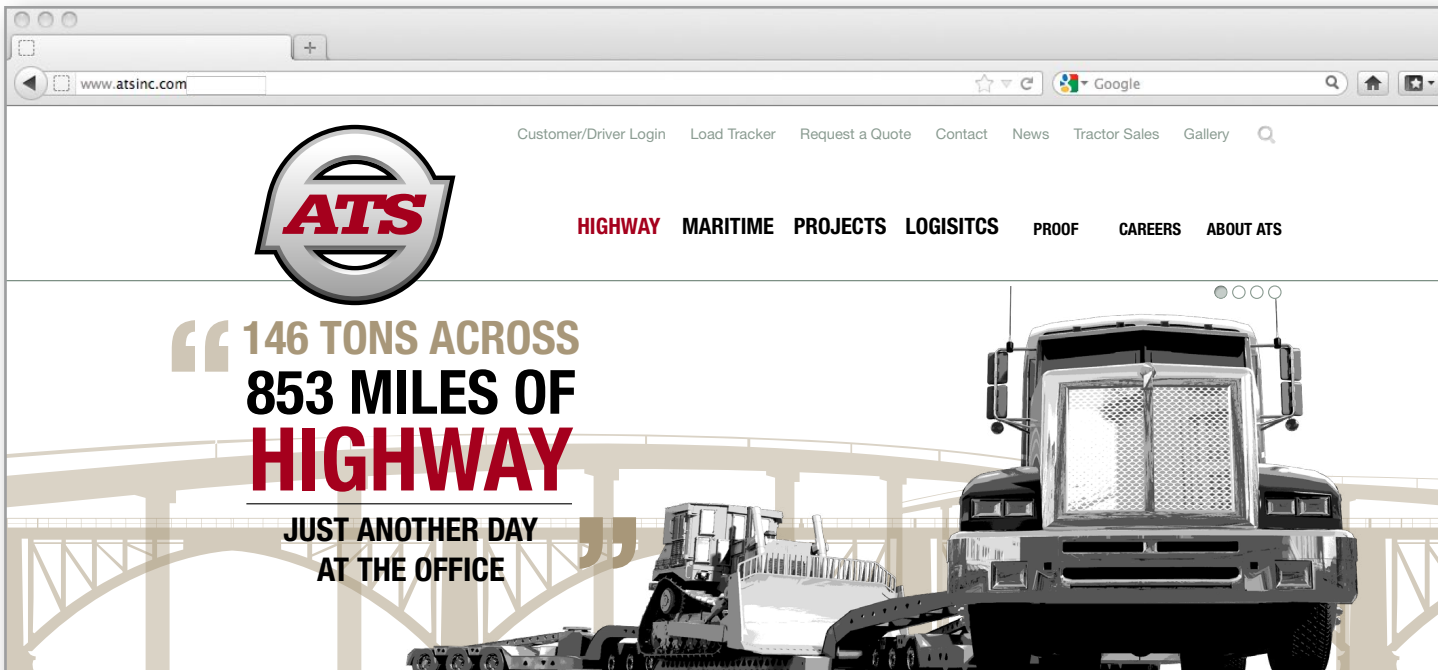 www.atsinc.com
Google
Customer/Driver Login Load Tracker Request a Quote Contact News Tractor Sales Gallery
ATS
HIGHWAY MARITIME PROJECTS LOGISITCS PROOF CAREERS ABOUT ATS
“ 146 TONS ACROSS
853 MILES OF
HIGHWAY
JUST ANOTHER DAY
AT THE OFFICE ”